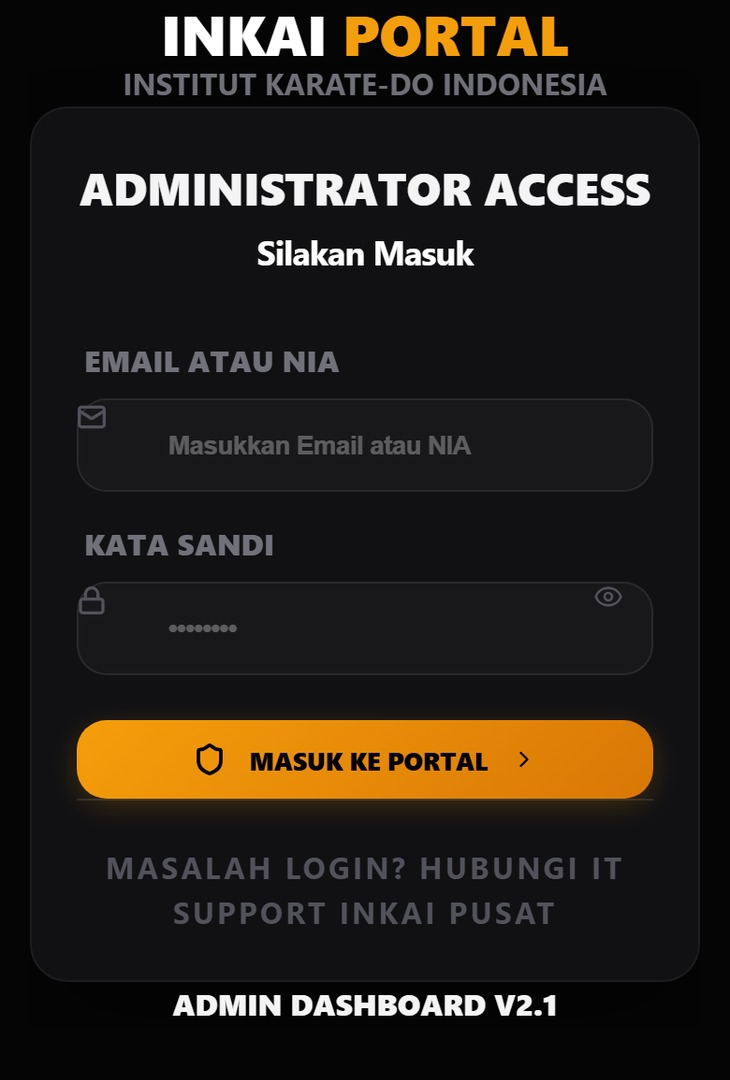 INKAI PORTAL
INSTITUT KARATE-DO INDONESIA
ADMINISTRATOR ACCESS
Silakan Masuk
EMAIL ATAU NIA
Masukkan Email atau NIA
KATA SANDI
••••••••
MASUK KE PORTAL
MASALAH LOGIN? HUBUNGI IT
SUPPORT INKAI PUSAT
ADMIN DASHBOARD V2.1